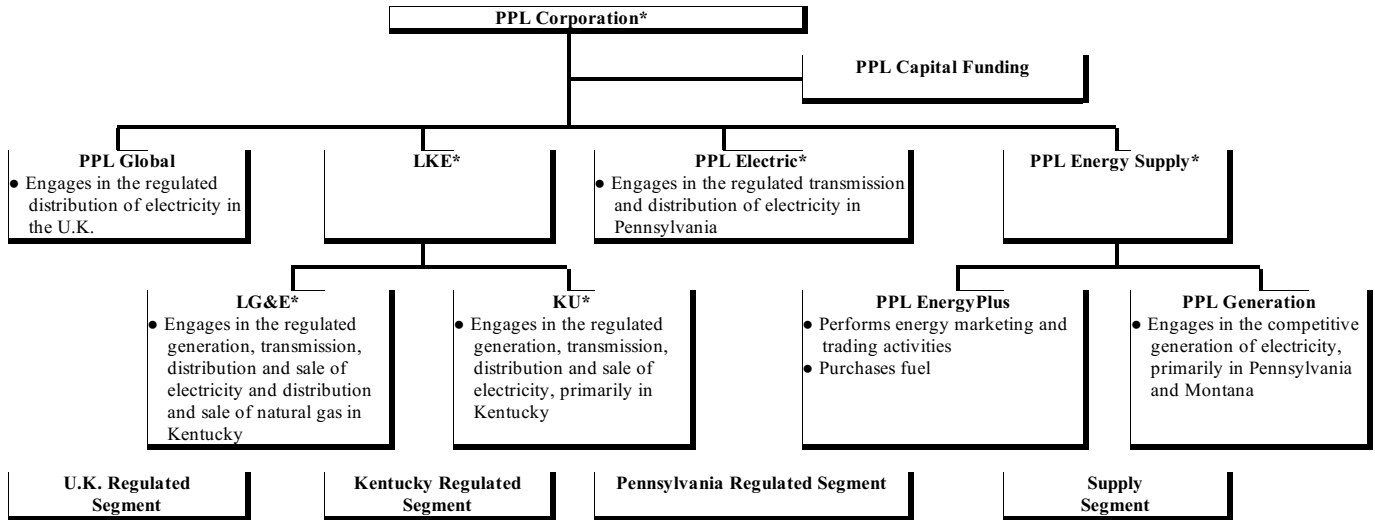 PPL Corporation*
PPL Capital Funding
PPL Global
● Engages in the regulated
distribution of electricity in
the U.K.
LKE*
PPL Electric*
● Engages in the regulated transmission
and distribution of electricity in
Pennsylvania
PPL Energy Supply*
LG&E*
● Engages in the regulated
generation, transmission,
distribution and sale of
electricity and distribution
and sale of natural gas in
Kentucky
KU*
● Engages in the regulated
generation, transmission,
distribution and sale of
electricity, primarily in
Kentucky
PPL EnergyPlus
● Performs energy marketing and
trading activities
● Purchases fuel
PPL Generation
● Engages in the competitive
generation of electricity,
primarily in Pennsylvania
and Montana
U.K. Regulated
Segment
Kentucky Regulated
Segment
Pennsylvania Regulated Segment
Supply
Segment